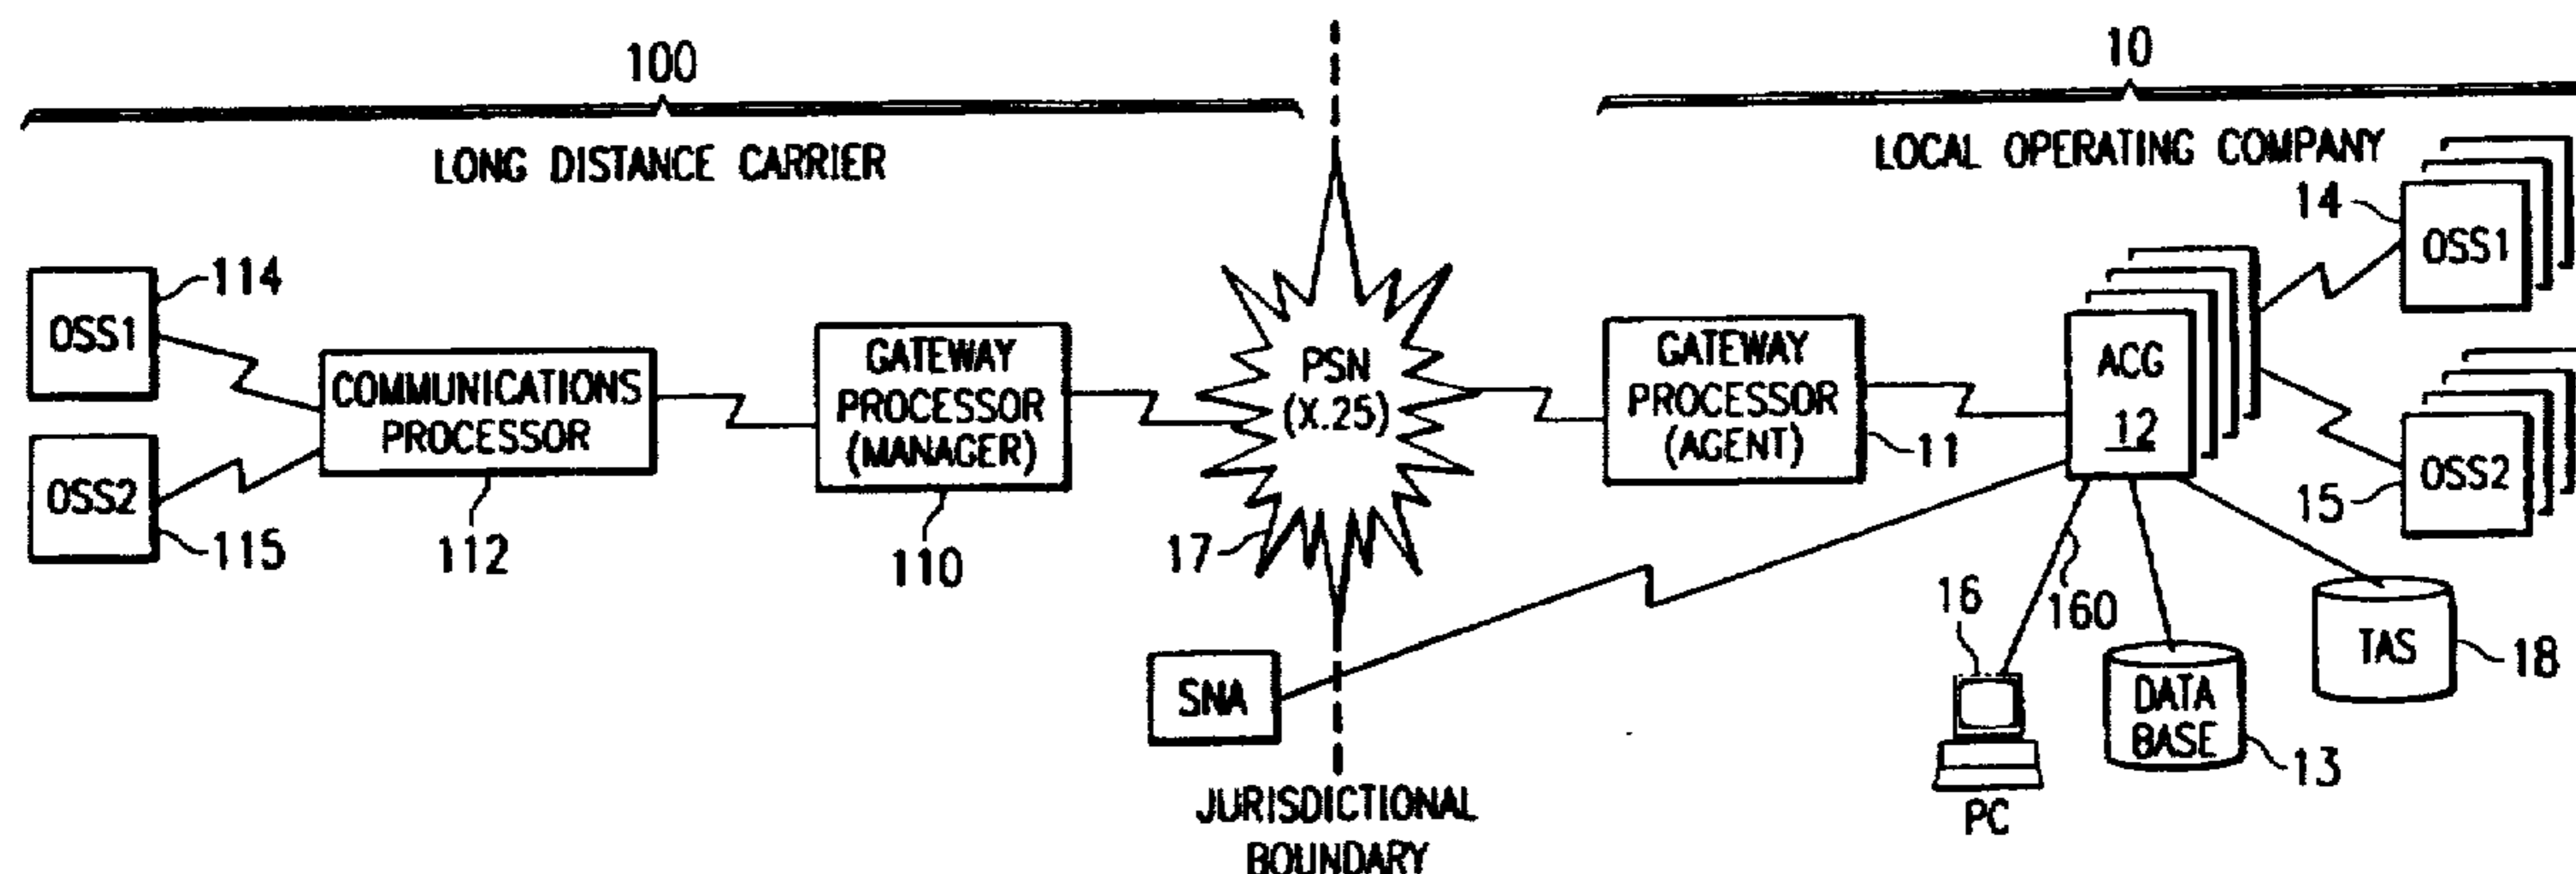 100
10
LONG DISTANCE CARRIER
LOCAL OPERATING COMPANY
OSS1
114
OSS2
115
COMMUNICATIONS
PROCESSOR
112
GATEWAY
PROCESSOR
(MANAGER)
110
PSN
(X.25)
17
GATEWAY
PROCESSOR
(AGENT)
11
ACG
12
14
OSS1
15
OSS2
SNA
16
160
PC
DATA
BASE
13
TAS
18
JURISDICTIONAL
BOUNDARY